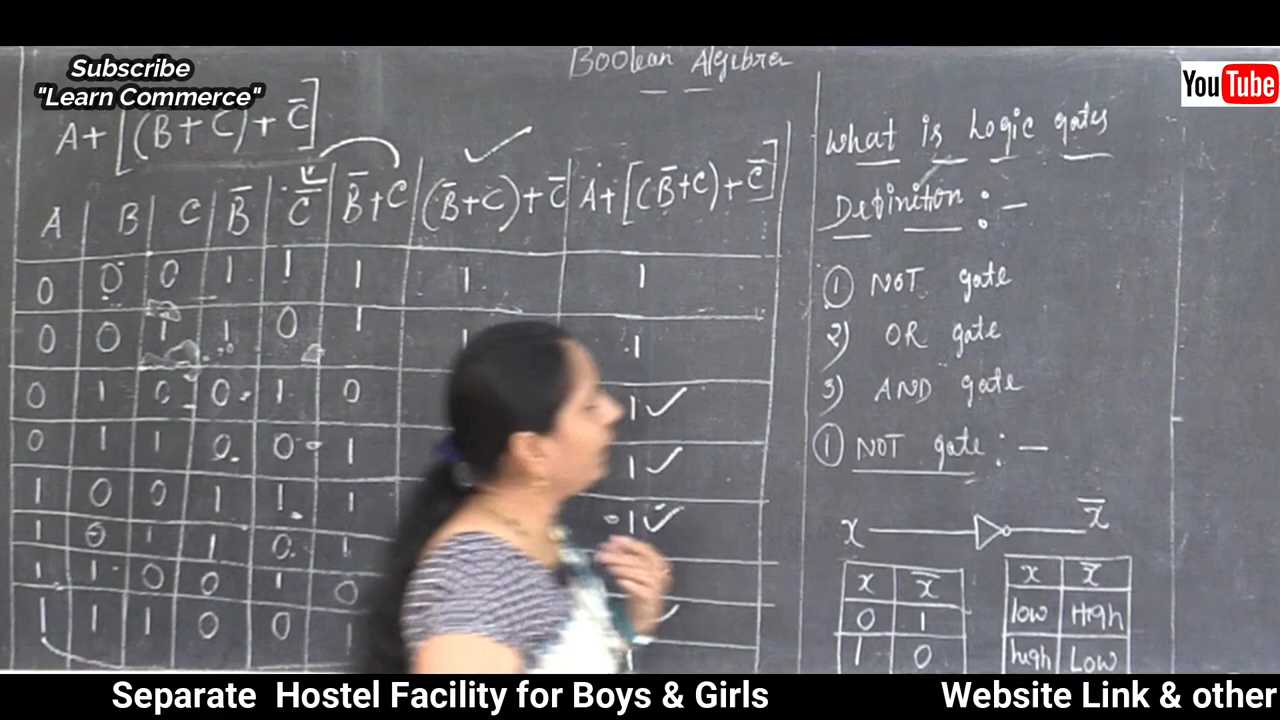 Subscribe
"Learn Commerce"
YouTube
Boolean Algebra
A+[(B̅+C)+C̅]
A B C B̅ C̅ B̅+C (B̅+C)+C̅ A+[(B̅+C)+C̅]
0 0 0 1 1 1 1 1
0 0 1 1 0 1 1 1
0 1 0 0 1 0 1 ✓
0 1 1 0 0 1 1 ✓
1 0 0 1 1 1 1 ✓
1 0 1 1 0 1
1 1 0 0 1 0
1 1 1 0 0 1
What is Logic gates
Definition :-
① NOT gate
2) OR gate
3) AND gate
① NOT gate :-
x x̅
x x̅
0 1
1 0
x x̅
low High
high Low
Separate Hostel Facility for Boys & Girls
Website Link & other